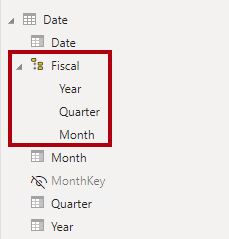 Date
Date
Fiscal
Year
Quarter
Month
Month
MonthKey
Quarter
Year